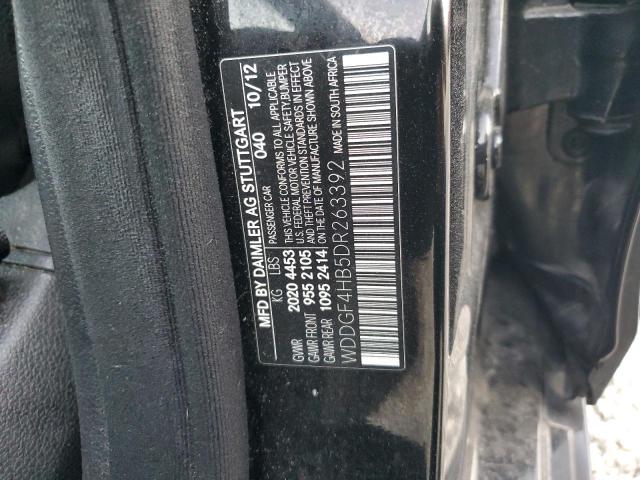 MFD BY DAIMLER AG STUTTGART
040 10/12
KG LBS PASSENGER CAR
GVWR 2020 4453 THIS VEHICLE CONFORMS TO ALL APPLICABLE
GAWR FRONT 955 2105 U.S. FEDERAL MOTOR VEHICLE SAFETY, BUMPER
GAWR REAR 1095 2414 AND THEFT PREVENTION STANDARDS IN EFFECT
ON THE DATE OF MANUFACTURE SHOWN ABOVE
WDDGF4HB5DR263392 MADE IN SOUTH AFRICA